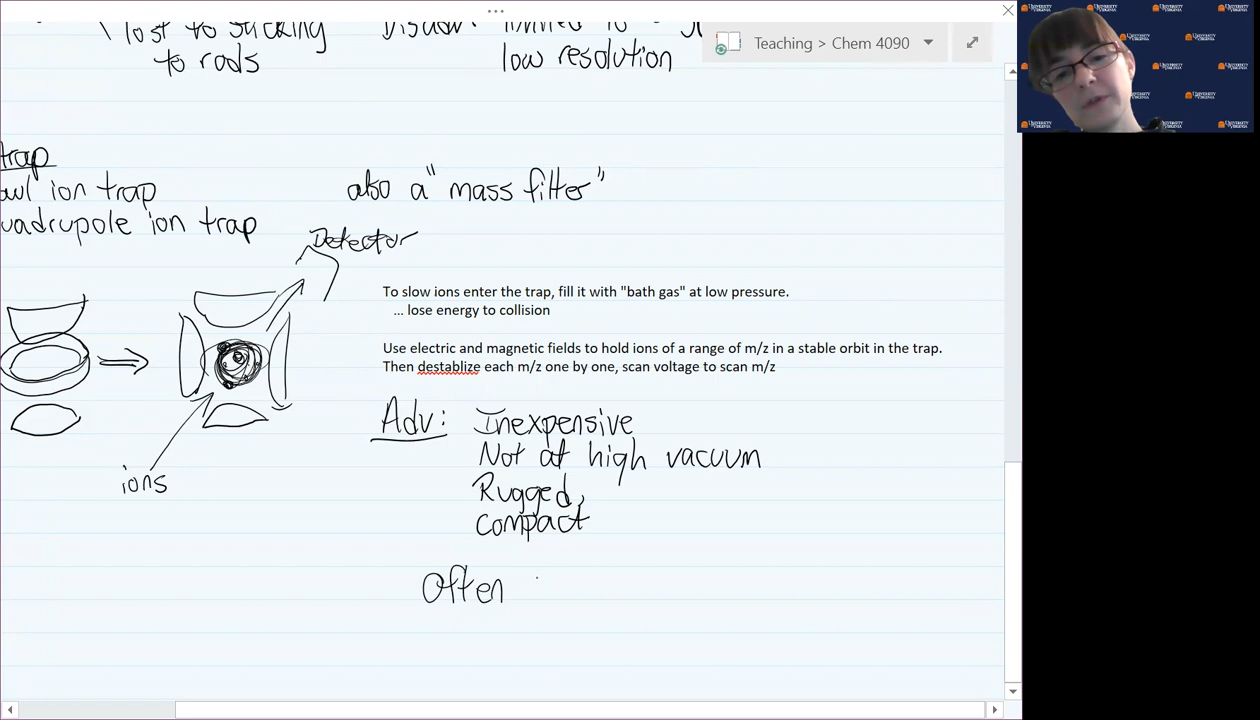 lost to sticking
to rods
low resolution
Teaching > Chem 4090
trap
ion trap
uadrupole ion trap
also a "mass filter"
Detector
To slow ions enter the trap, fill it with "bath gas" at low pressure.
... lose energy to collision
Use electric and magnetic fields to hold ions of a range of m/z in a stable orbit in the trap.
Then destablize each m/z one by one, scan voltage to scan m/z
ions
Adv: Inexpensive
Not at high vacuum
Rugged,
Compact
Often